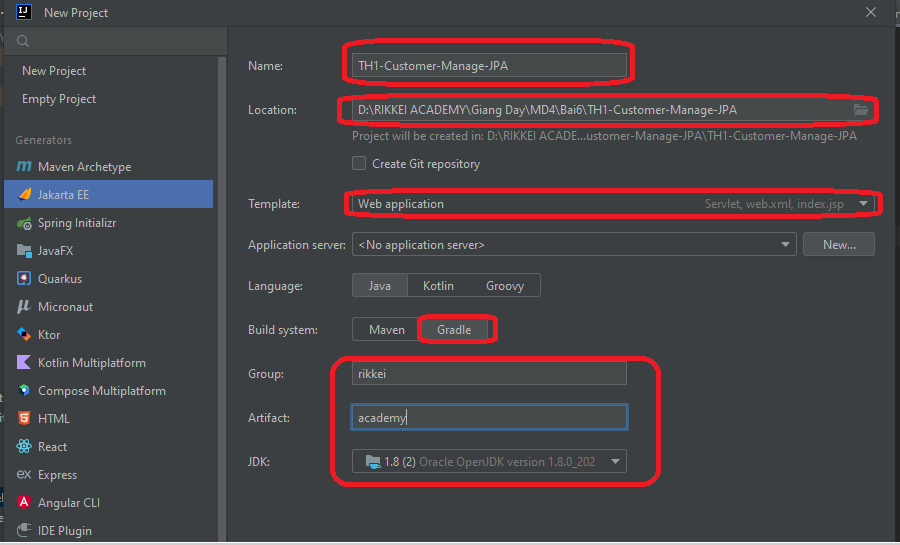 New Project
New Project
Empty Project
Generators
Maven Archetype
Jakarta EE
Spring Initializr
JavaFX
Quarkus
Micronaut
Ktor
Kotlin Multiplatform
Compose Multiplatform
HTML
React
Express
Angular CLI
IDE Plugin
Name: TH1-Customer-Manage-JPA
Location: D:\RIKKEI ACADEMY\Giang Day\MD4\Bai6\TH1-Customer-Manage-JPA
Project will be created in: D:\RIKKEI ACADE...ustomer-Manage-JPA\TH1-Customer-Manage-JPA
Create Git repository
Template: Web application Servlet, web.xml, index.jsp
Application server: <No application server> New...
Language: Java Kotlin Groovy
Build system: Maven Gradle
Group: rikkei
Artifact: academy
JDK: 1.8 (2) Oracle OpenJDK version 1.8.0_202